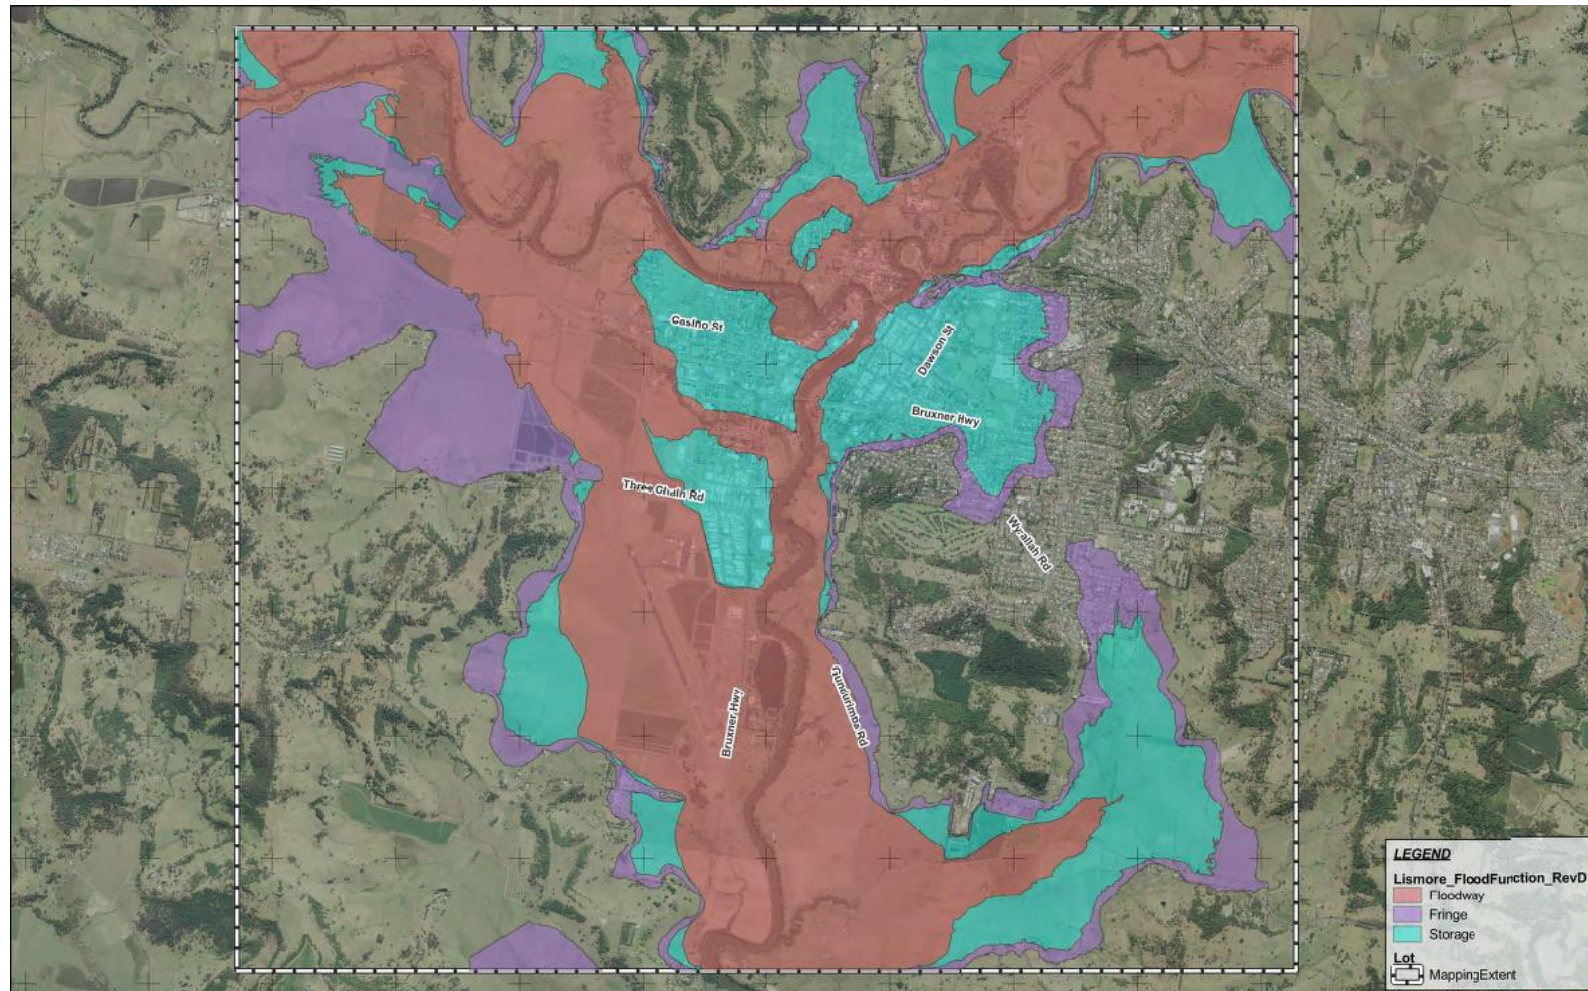 Casino St
Dawson St
Bruxner Hwy
Three Chain Rd
Wyrallah Rd
Bruxner Hwy
Gundurimba Rd
LEGEND
Lismore_FloodFunction_RevD
Floodway
Fringe
Storage
Lot
MappingExtent